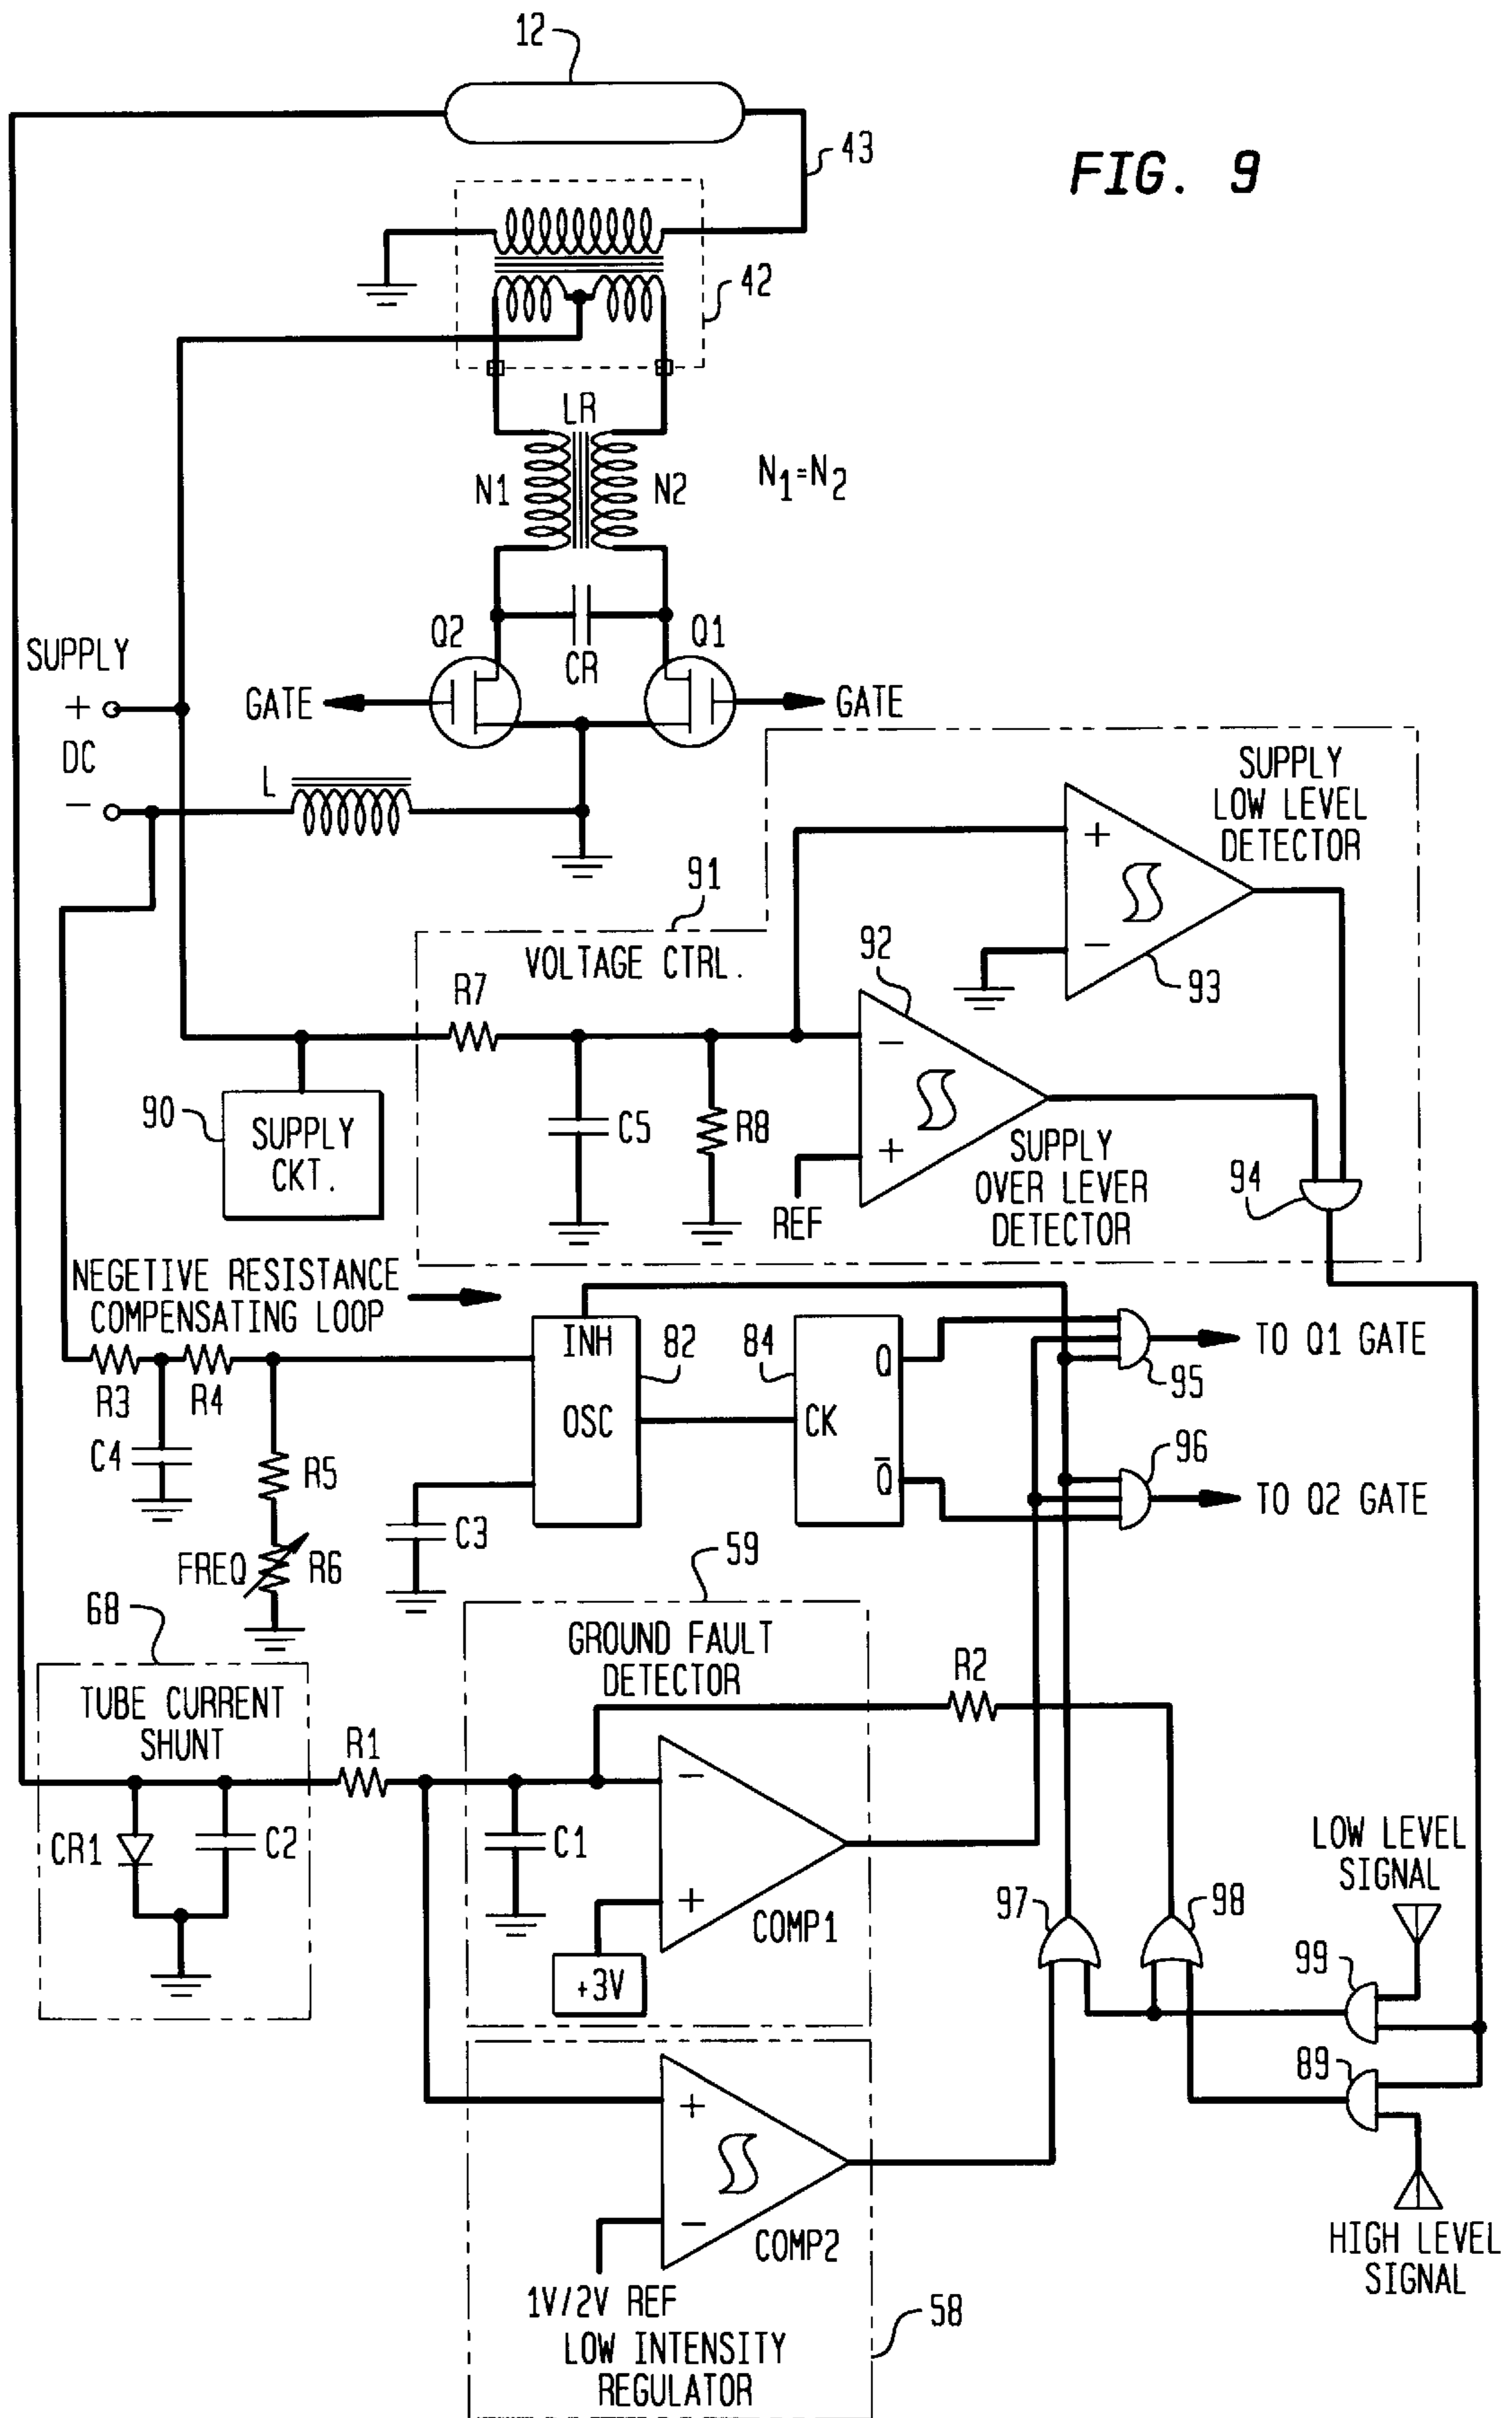 12
43
FIG. 9
42
LR
N1
N2
N1=N2
Q2
Q1
CR
SUPPLY
+
GATE
GATE
DC
L
−
SUPPLY
LOW LEVEL
DETECTOR
+
−
91
VOLTAGE CTRL.
92
93
R7
−
90
SUPPLY
CKT.
C5
R8
+
SUPPLY
OVER LEVER
DETECTOR
REF
94
NEGETIVE RESISTANCE
COMPENSATING LOOP
INH
OSC
82
84
Q
CK
Q̅
TO Q1 GATE
95
R3
R4
C4
R5
96
TO Q2 GATE
C3
FREQ
R6
59
68
GROUND FAULT
DETECTOR
R2
TUBE CURRENT
SHUNT
R1
−
CR1
C2
C1
+
COMP1
+3V
LOW LEVEL
SIGNAL
97
98
99
89
+
−
COMP2
1V/2V REF
LOW INTENSITY
REGULATOR
58
HIGH LEVEL
SIGNAL